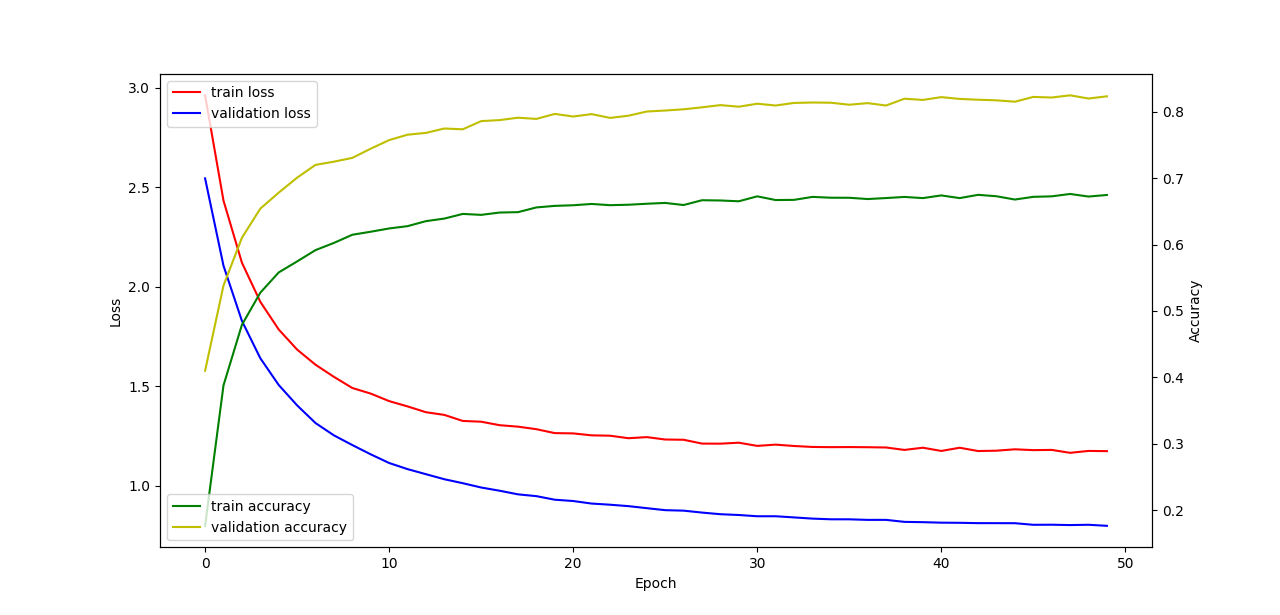 train loss
validation loss
3.0
2.5
2.0
1.5
1.0
Loss
0.8
0.7
0.6
0.5
0.4
0.3
0.2
Accuracy
train accuracy
validation accuracy
0 10 20 30 40 50
Epoch